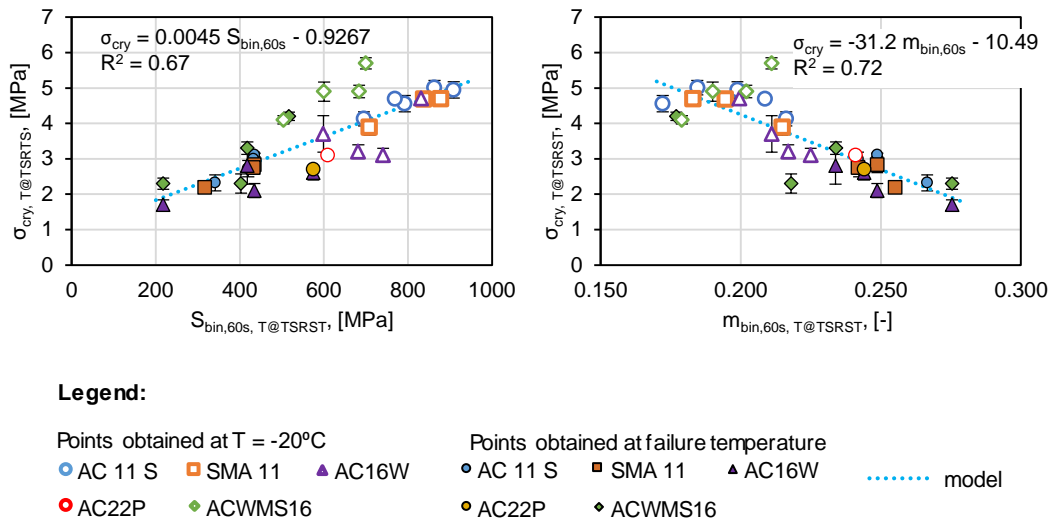 σcry = 0.0045 Sbin,60s - 0.9267
R2 = 0.67
7
6
5
4
3
2
1
0
σcry, T@TSRTS, [MPa]
0 200 400 600 800 1000
Sbin,60s, T@TSRST, [MPa]
σcry = -31.2 mbin,60s - 10.49
R2 = 0.72
7
6
5
4
3
2
1
0
σcry, T@TSRST, [MPa]
0.150 0.200 0.250 0.300
mbin,60s, T@TSRST, [-]
Legend:
Points obtained at T = -20ºC
AC 11 S SMA 11 AC16W
AC22P ACWMS16
Points obtained at failure temperature
AC 11 S SMA 11 AC16W
AC22P ACWMS16
model